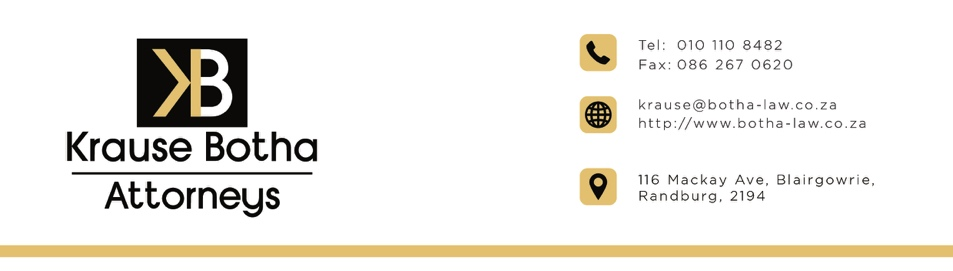 KB
Krause Botha
Attorneys
Tel: 010 110 8482
Fax: 086 267 0620
krause@botha-law.co.za
http://www.botha-law.co.za
116 Mackay Ave, Blairgowrie,
Randburg, 2194